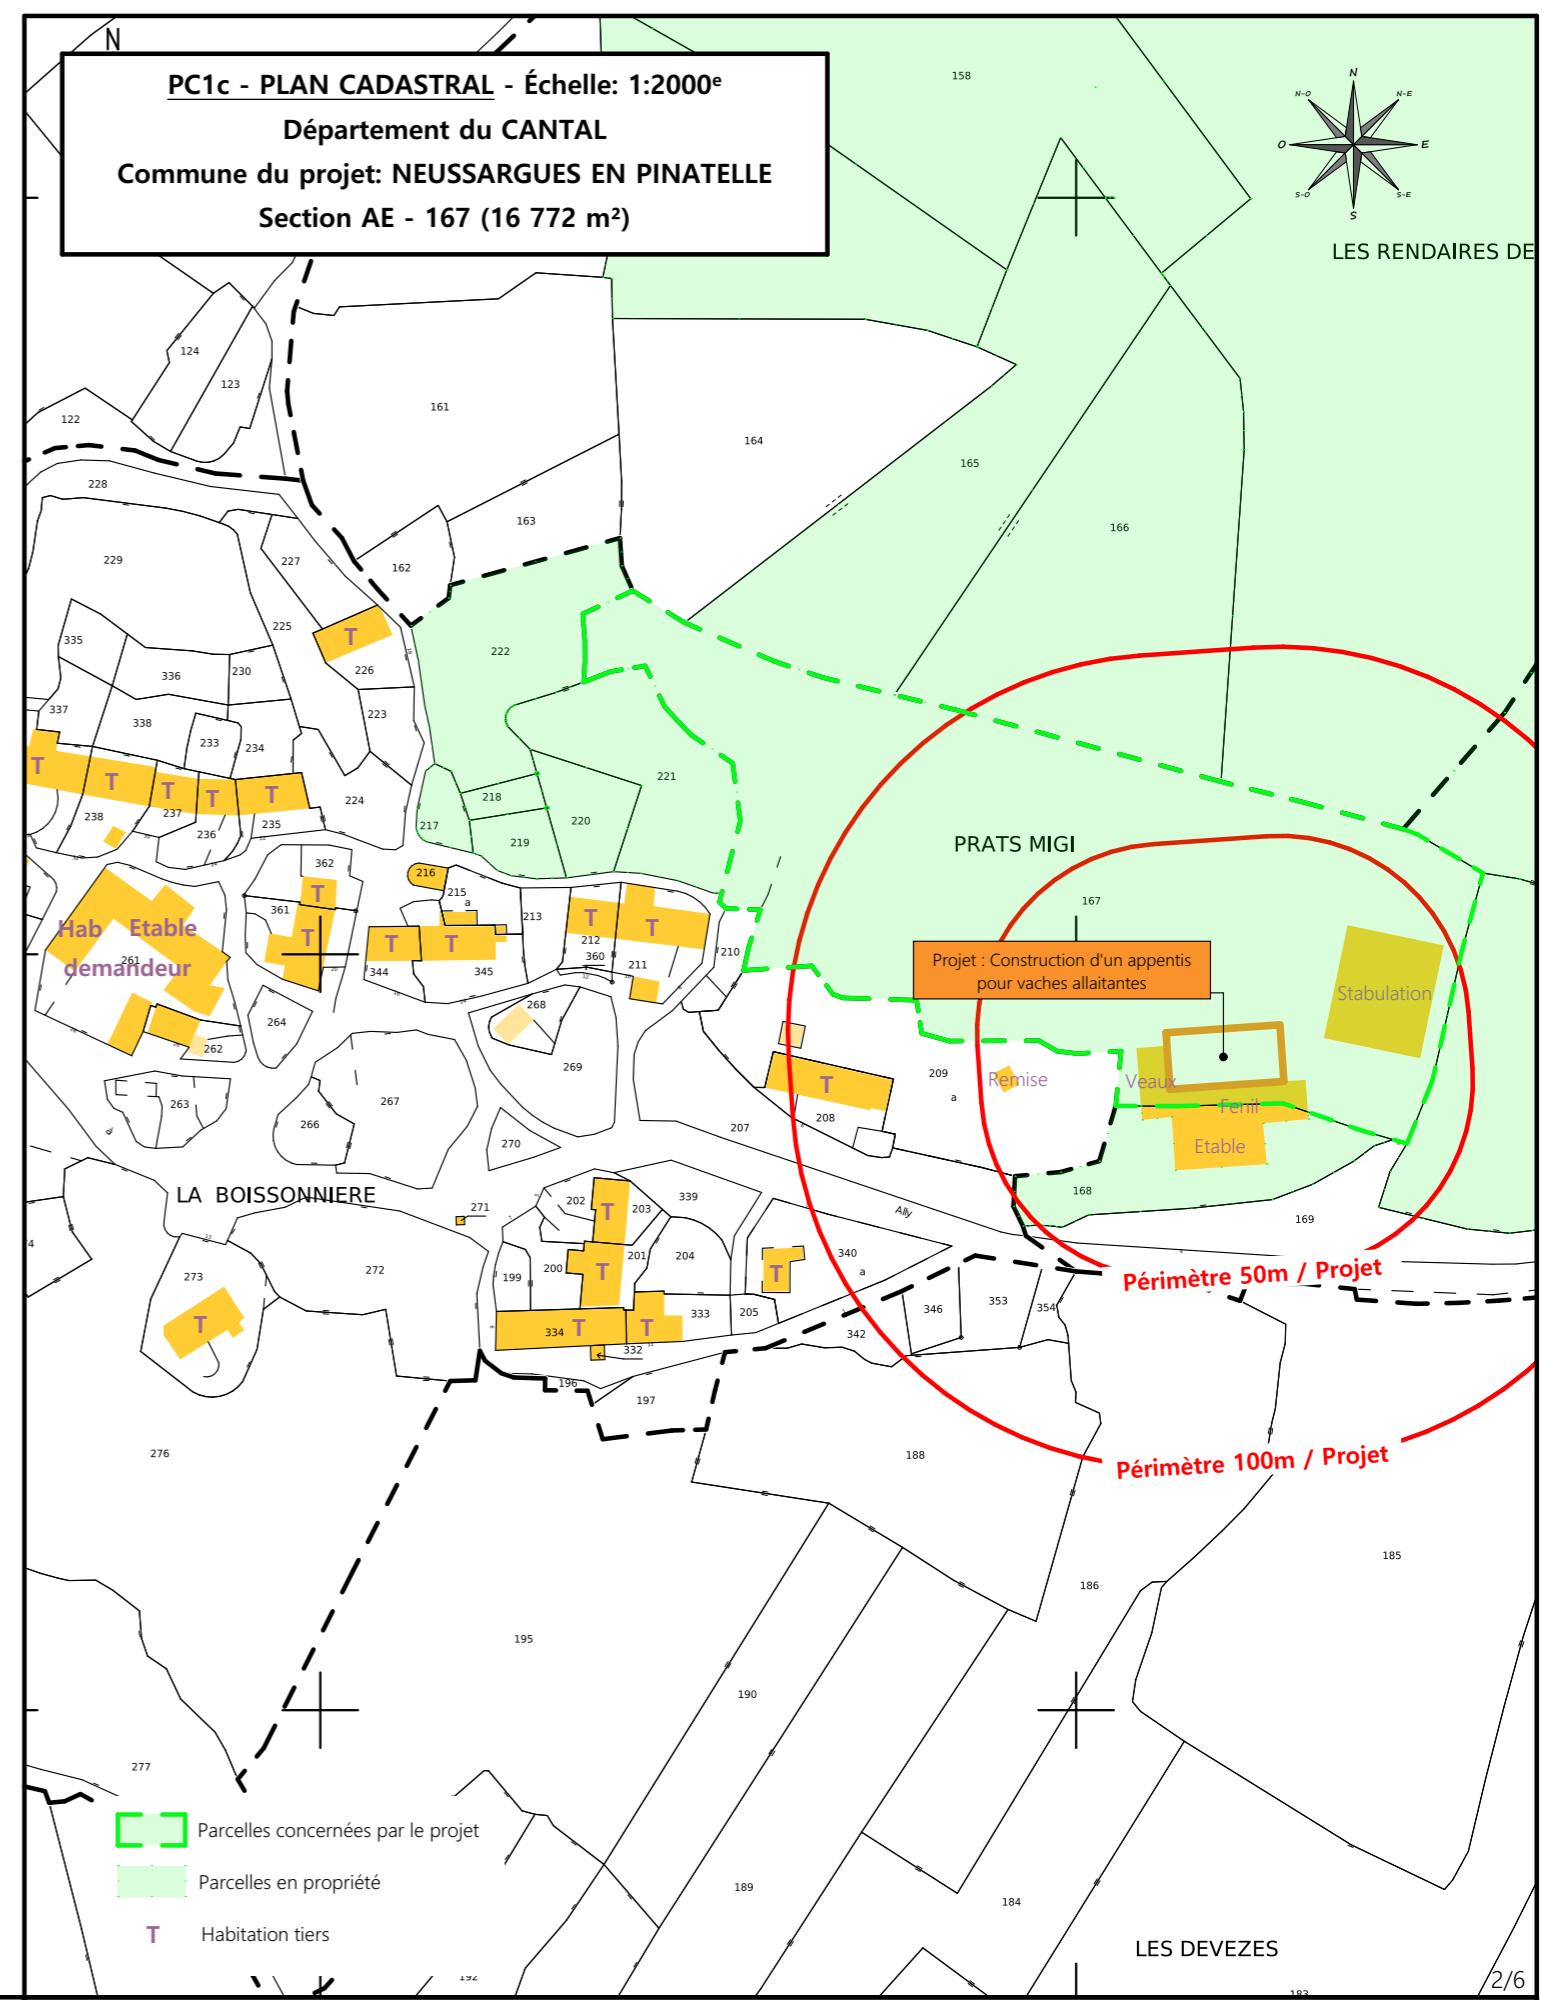 N
PC1c - PLAN CADASTRAL - Échelle: 1:2000ᵉ
Département du CANTAL
Commune du projet: NEUSSARGUES EN PINATELLE
Section AE - 167 (16 772 m²)
158
N
N-O N-E
O E
S-O S-E
S
LES RENDAIRES DE
124
123
122
161
164
165
166
228
163
162
229
227
225
T
226
222
335
336
230
337
338
223
233
234
T
T
T
T
T
238
237
236
235
224
217
218
219
220
221
PRATS MIGI
167
362
T
361
T
216
215
a
213
T
T
212
360
211
210
T
T
344
345
Hab Etable
261
demandeur
264
262
268
269
Projet : Construction d'un appentis
pour vaches allaitantes
Stabulation
T
209
a
Remise
Veaux
Fenil
Etable
208
263
266
267
270
207
168
169
LA BOISSONNIERE
271
202
T
203
339
Ally
340
a
272
273
T
199
200
201
T
204
T
334
T
T
333
205
332
342
346
353
354
Périmètre 50m / Projet
196
197
276
188
Périmètre 100m / Projet
185
186
195
190
277
189
184
Parcelles concernées par le projet
Parcelles en propriété
T Habitation tiers
LES DEVEZES
192
183
2/6